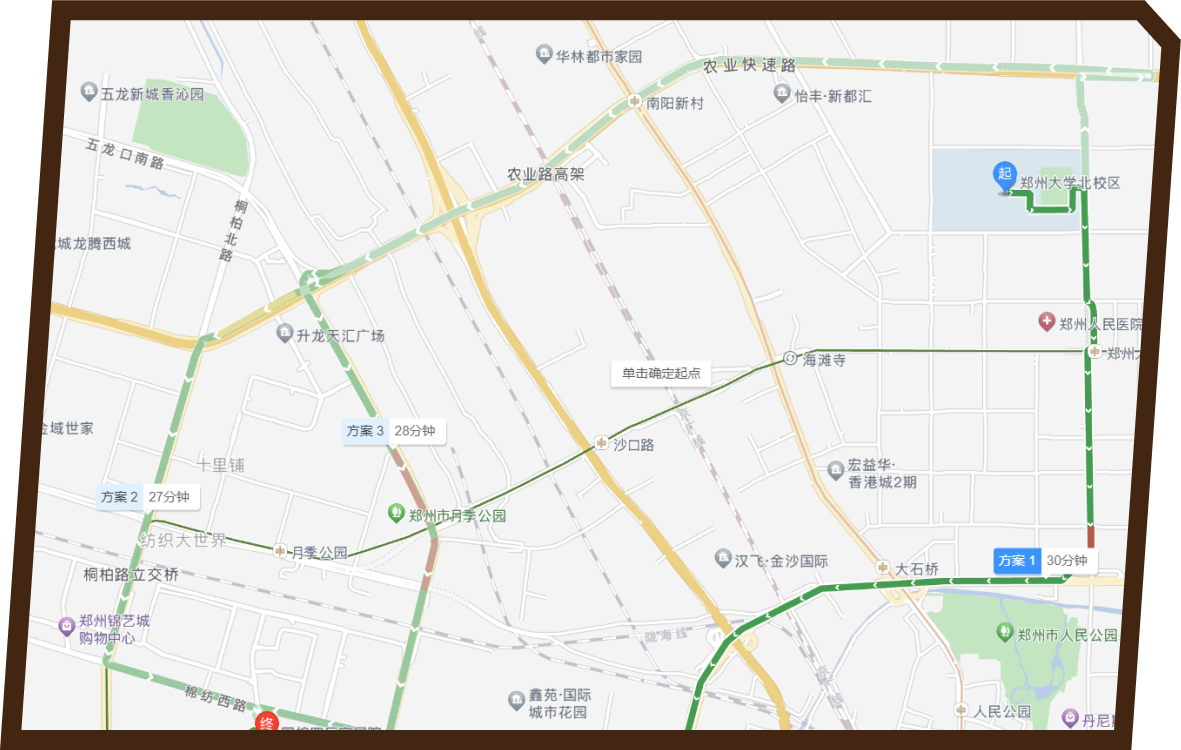 华林都市家园
农业快速路
五龙新城香沁园
南阳新村
怡丰·新都汇
五龙口南路
农业路高架
起
郑州大学北校区
桐柏北路
城龙腾西城
升龙天汇广场
郑州人民医院
海滩寺
郑州大
单击确定起点
金域世家
方案 3 28分钟
沙口路
十里铺
宏益华·
香港城2期
方案 2 27分钟
郑州市月季公园
纺织大世界
月季公园
汉飞·金沙国际
大石桥
方案 1 30分钟
桐柏路立交桥
郑州锦艺城
购物中心
陇海线
郑州市人民公园
棉纺西路
鑫苑·国际
城市花园
终
人民公园
丹尼